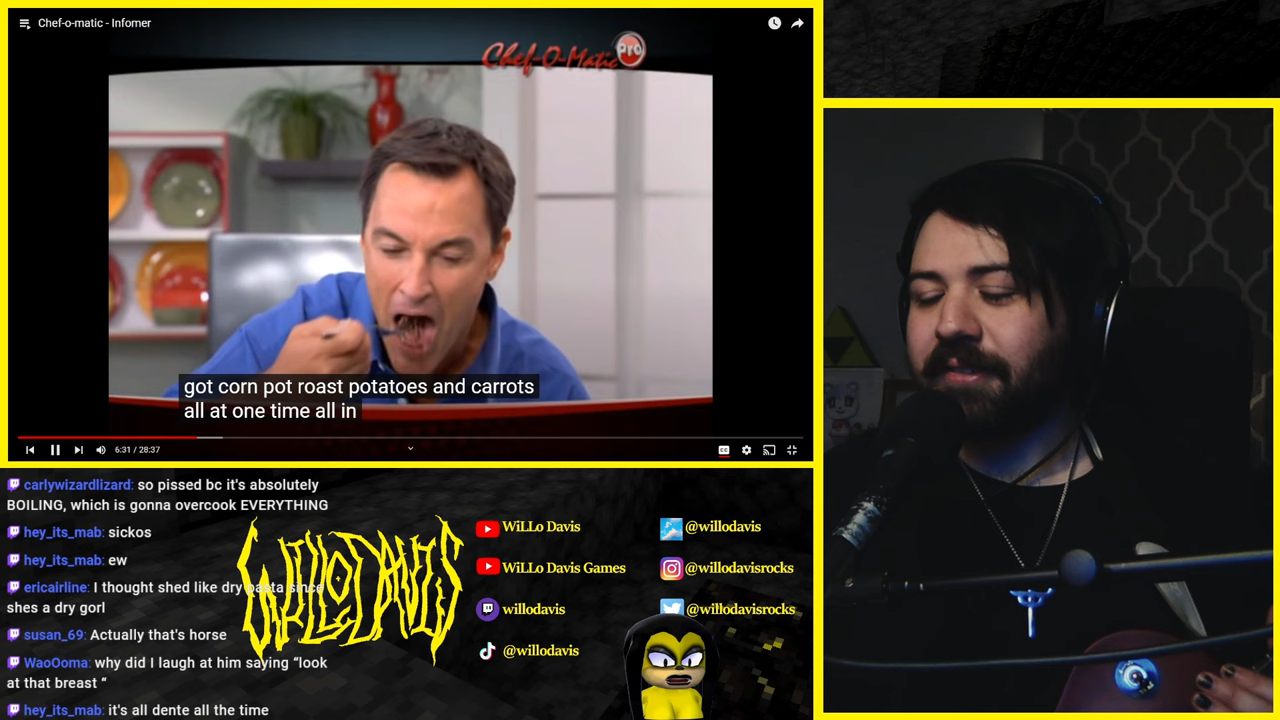 Chef-o-matic - Infomer
Chef-O-Matic pro
got corn pot roast potatoes and carrots
all at one time all in
6:31 / 28:37
CC
carlywizardlizard: so pissed bc it's absolutely
BOILING, which is gonna overcook EVERYTHING
hey_its_mab: sickos
hey_its_mab: ew
ericairline: I thought shed like dry pasta since
shes a dry gorl
susan_69: Actually that's horse
WaoOoma: why did I laugh at him saying “look
at that breast “
hey_its_mab: it's all dente all the time
WILLO DAVIS
WiLLo Davis
WiLLo Davis Games
willodavis
@willodavis
@willodavis
@willodavisrocks
@willodavisrocks